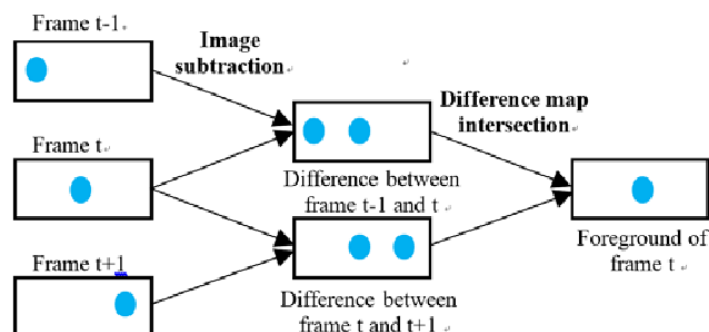 Frame t-1
Image
subtraction
Frame t
Difference map
intersection
Difference between
frame t-1 and t
Frame t+1
Foreground of
frame t
Difference between
frame t and t+1